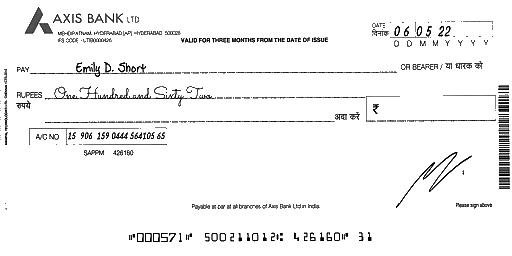 AXIS BANK LTD
MEHDIPATNAM, HYDERABAD (AP) HYDERABAD 500028
IFS CODE : UTIB0000426
VALID FOR THREE MONTHS FROM THE DATE OF ISSUE
DATE
दिनांक 06 05 22
D D M M Y Y Y Y
PAY Emily D. Short OR BEARER / या धारक को
RUPEES One Hundred and Sixty Two
रुपये अदा करें ₹
A/C NO 15 906 159 0444 564105 65
SAPPM 426160
Payable at par at all branches of Axis Bank Ltd in India.
Please sign above
⑈000571⑈ 500211012⑆ 426160⑈ 31